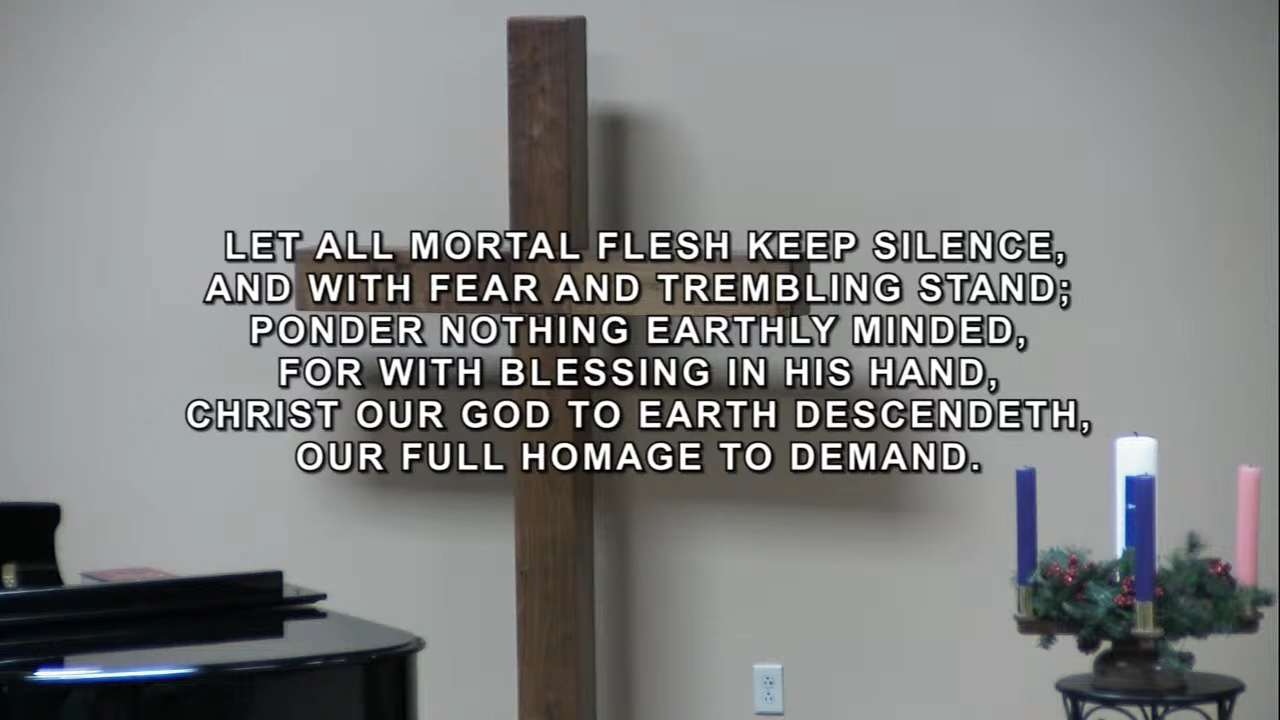 LET ALL MORTAL FLESH KEEP SILENCE,
AND WITH FEAR AND TREMBLING STAND;
PONDER NOTHING EARTHLY MINDED,
FOR WITH BLESSING IN HIS HAND,
CHRIST OUR GOD TO EARTH DESCENDETH,
OUR FULL HOMAGE TO DEMAND.